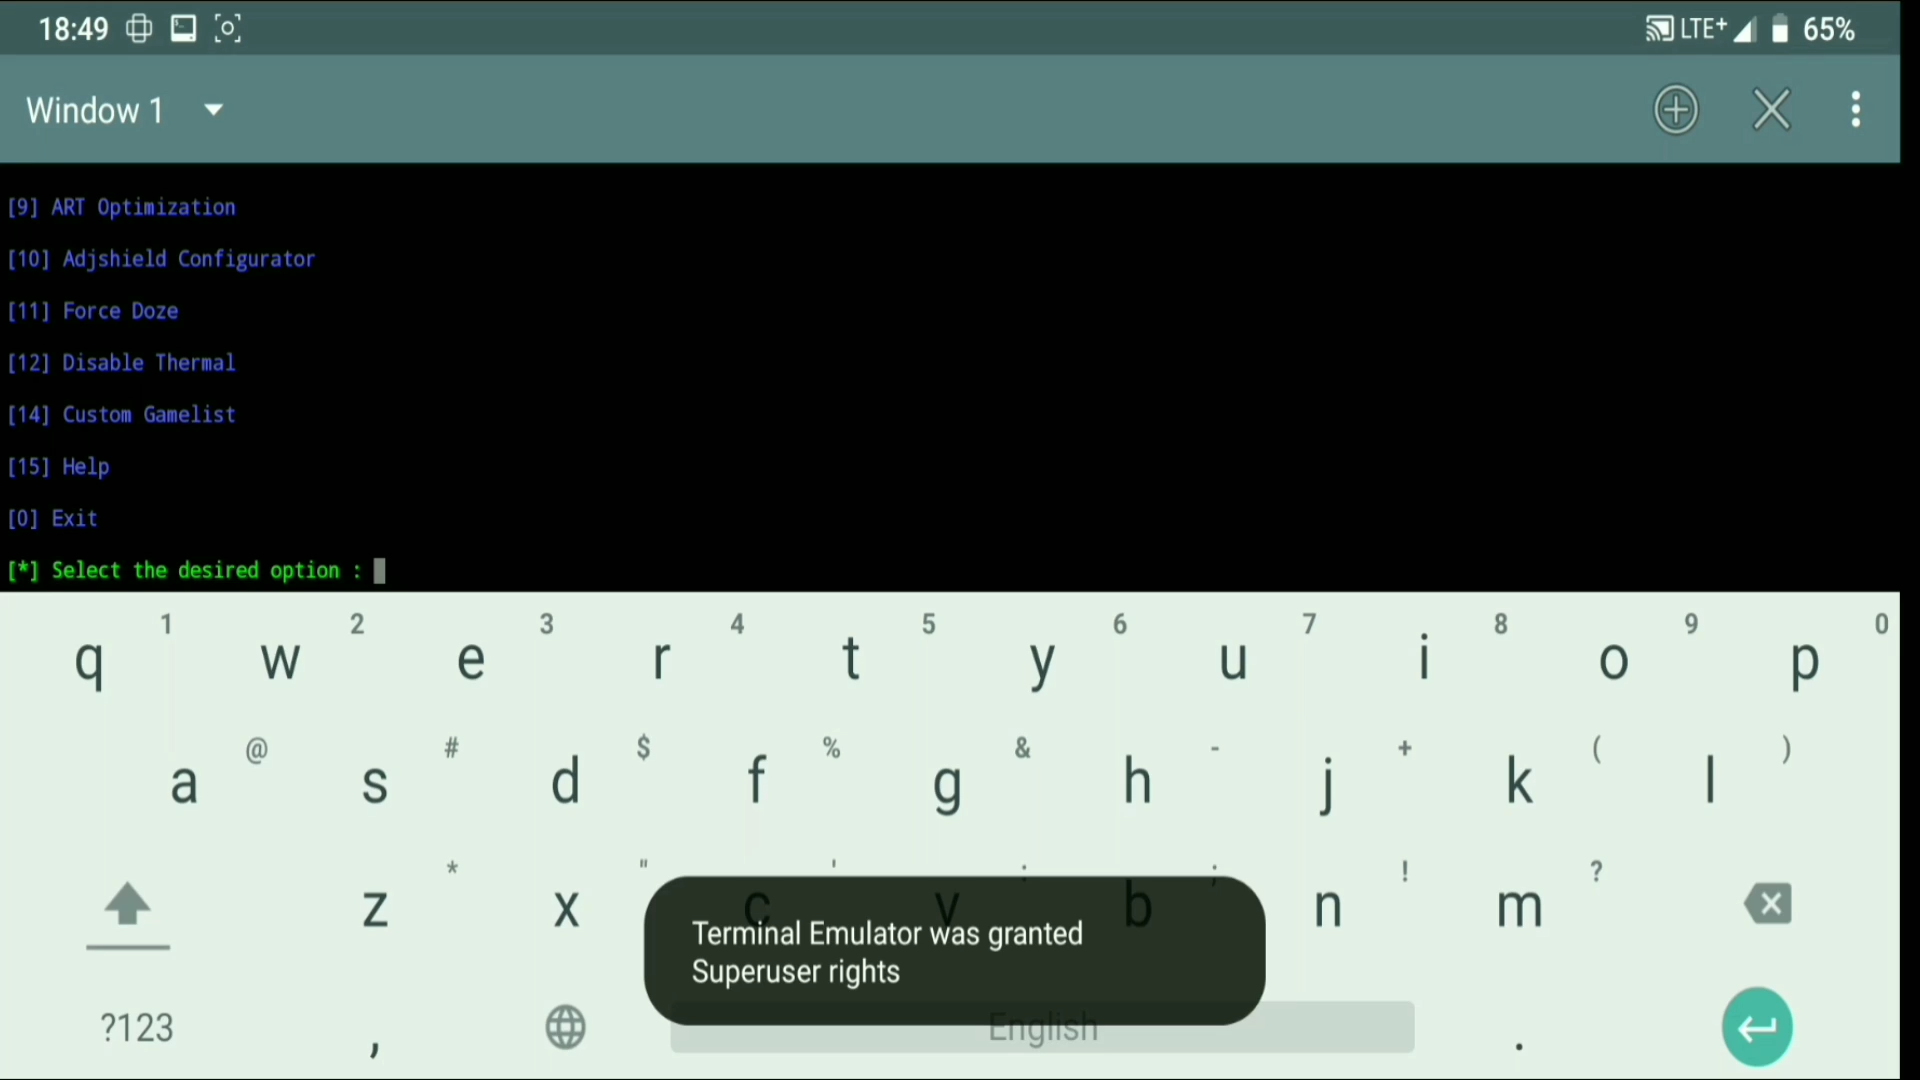 18:49
LTE+ 65%
Window 1
[9] ART Optimization
[10] Adjshield Configurator
[11] Force Doze
[12] Disable Thermal
[14] Custom Gamelist
[15] Help
[0] Exit
[*] Select the desired option :
1 2 3 4 5 6 7 8 9 0
q w e r t y u i o p
@ # $ % & - + ( )
a s d f g h j k l
* " ' : ; ! ?
z x c v b n m
Terminal Emulator was granted
Superuser rights
?123 , English .